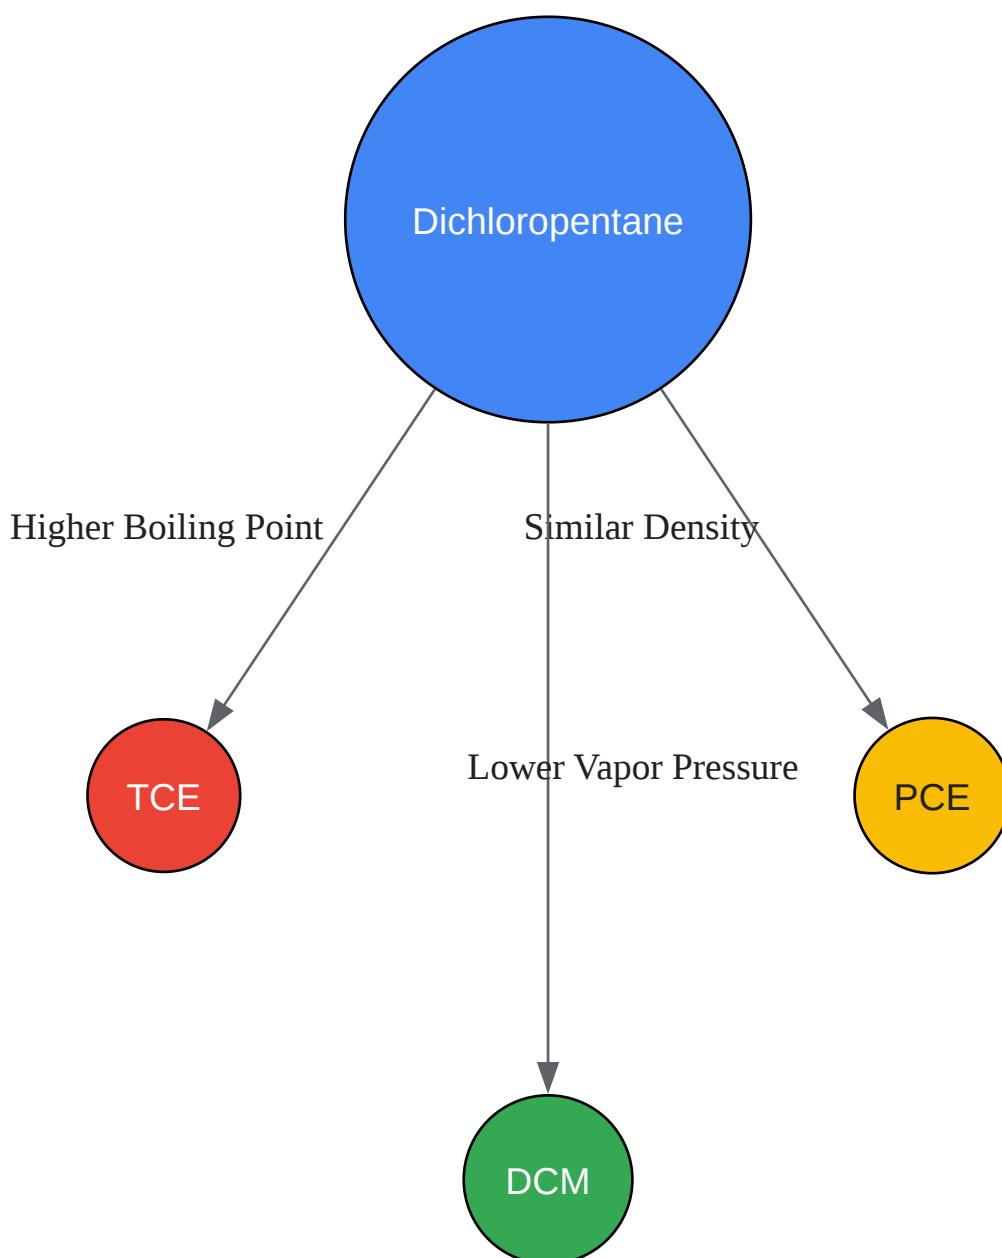 Dichloropentane
Higher Boiling Point
Similar Density
Lower Vapor Pressure
TCE
PCE
DCM